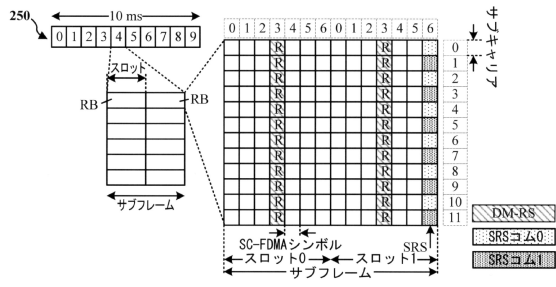 250
10 ms
0 1 2 3 4 5 6 7 8 9
スロット
RB
RB
サブフレーム
0 1 2 3 4 5 6 0 1 2 3 4 5 6
サブキャリア
R R 0
R R 1
R R 2
R R 3
R R 4
R R 5
R R 6
R R 7
R R 8
R R 9
R R 10
R R 11
SC-FDMAシンボル
SRS
スロット0
スロット1
サブフレーム
DM-RS
SRSコム0
SRSコム1